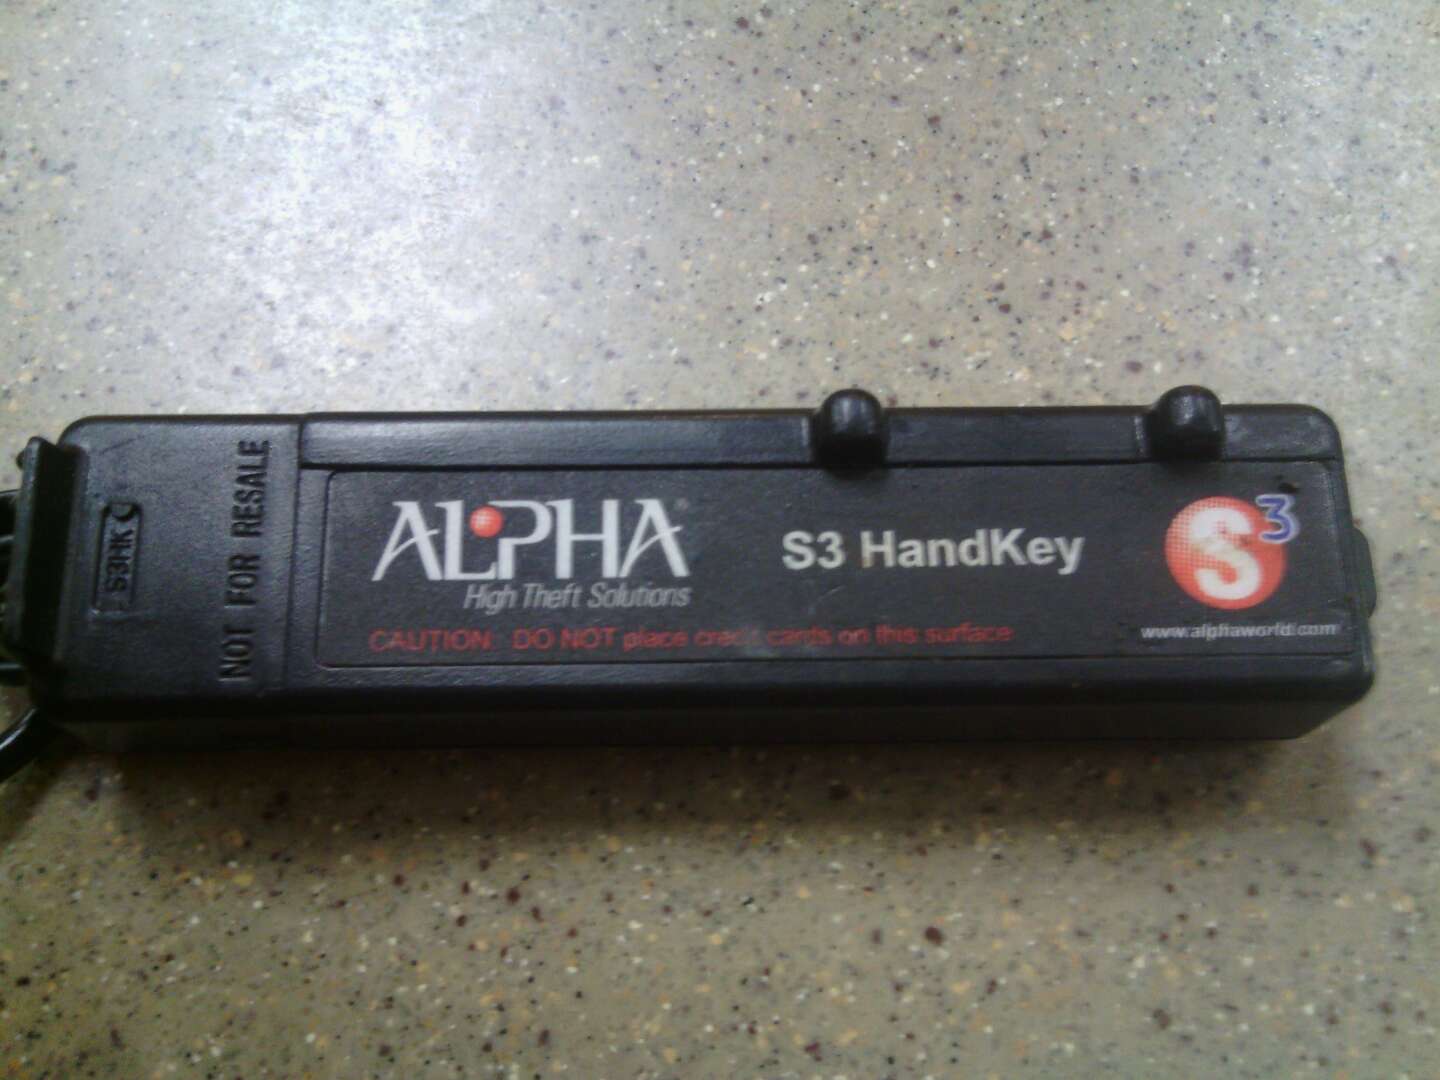 S3HK
NOT FOR RESALE
ALPHA®
High Theft Solutions
CAUTION: DO NOT place credit cards on this surface
S3 HandKey
S3
www.alphaworld.com